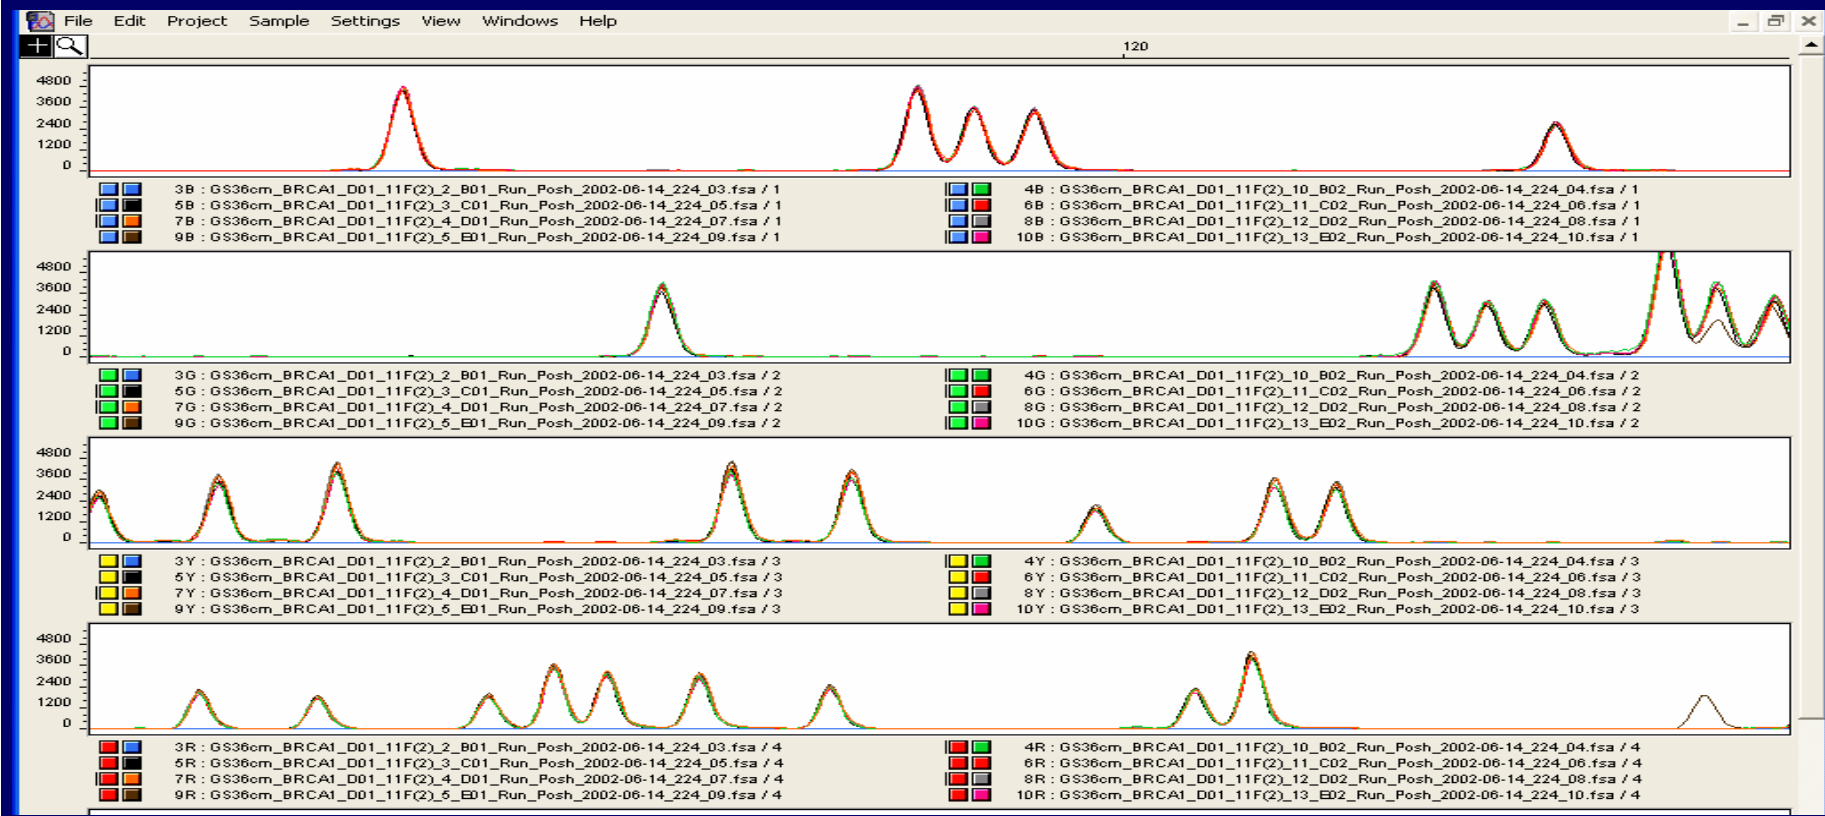 File Edit Project Sample Settings View Windows Help
120
4800
3600
2400
1200
0
3B : GS36cm_BRCA1_D01_11F(2)_2_B01_Run_Posh_2002-06-14_224_03.fsa / 1 4B : GS36cm_BRCA1_D01_11F(2)_10_B02_Run_Posh_2002-06-14_224_04.fsa / 1
5B : GS36cm_BRCA1_D01_11F(2)_3_C01_Run_Posh_2002-06-14_224_05.fsa / 1 6B : GS36cm_BRCA1_D01_11F(2)_11_C02_Run_Posh_2002-06-14_224_06.fsa / 1
7B : GS36cm_BRCA1_D01_11F(2)_4_D01_Run_Posh_2002-06-14_224_07.fsa / 1 8B : GS36cm_BRCA1_D01_11F(2)_12_D02_Run_Posh_2002-06-14_224_08.fsa / 1
9B : GS36cm_BRCA1_D01_11F(2)_5_E01_Run_Posh_2002-06-14_224_09.fsa / 1 10B : GS36cm_BRCA1_D01_11F(2)_13_E02_Run_Posh_2002-06-14_224_10.fsa / 1
4800
3600
2400
1200
0
3G : GS36cm_BRCA1_D01_11F(2)_2_B01_Run_Posh_2002-06-14_224_03.fsa / 2 4G : GS36cm_BRCA1_D01_11F(2)_10_B02_Run_Posh_2002-06-14_224_04.fsa / 2
5G : GS36cm_BRCA1_D01_11F(2)_3_C01_Run_Posh_2002-06-14_224_05.fsa / 2 6G : GS36cm_BRCA1_D01_11F(2)_11_C02_Run_Posh_2002-06-14_224_06.fsa / 2
7G : GS36cm_BRCA1_D01_11F(2)_4_D01_Run_Posh_2002-06-14_224_07.fsa / 2 8G : GS36cm_BRCA1_D01_11F(2)_12_D02_Run_Posh_2002-06-14_224_08.fsa / 2
9G : GS36cm_BRCA1_D01_11F(2)_5_E01_Run_Posh_2002-06-14_224_09.fsa / 2 10G : GS36cm_BRCA1_D01_11F(2)_13_E02_Run_Posh_2002-06-14_224_10.fsa / 2
4800
3600
2400
1200
0
3Y : GS36cm_BRCA1_D01_11F(2)_2_B01_Run_Posh_2002-06-14_224_03.fsa / 3 4Y : GS36cm_BRCA1_D01_11F(2)_10_B02_Run_Posh_2002-06-14_224_04.fsa / 3
5Y : GS36cm_BRCA1_D01_11F(2)_3_C01_Run_Posh_2002-06-14_224_05.fsa / 3 6Y : GS36cm_BRCA1_D01_11F(2)_11_C02_Run_Posh_2002-06-14_224_06.fsa / 3
7Y : GS36cm_BRCA1_D01_11F(2)_4_D01_Run_Posh_2002-06-14_224_07.fsa / 3 8Y : GS36cm_BRCA1_D01_11F(2)_12_D02_Run_Posh_2002-06-14_224_08.fsa / 3
9Y : GS36cm_BRCA1_D01_11F(2)_5_E01_Run_Posh_2002-06-14_224_09.fsa / 3 10Y : GS36cm_BRCA1_D01_11F(2)_13_E02_Run_Posh_2002-06-14_224_10.fsa / 3
4800
3600
2400
1200
0
3R : GS36cm_BRCA1_D01_11F(2)_2_B01_Run_Posh_2002-06-14_224_03.fsa / 4 4R : GS36cm_BRCA1_D01_11F(2)_10_B02_Run_Posh_2002-06-14_224_04.fsa / 4
5R : GS36cm_BRCA1_D01_11F(2)_3_C01_Run_Posh_2002-06-14_224_05.fsa / 4 6R : GS36cm_BRCA1_D01_11F(2)_11_C02_Run_Posh_2002-06-14_224_06.fsa / 4
7R : GS36cm_BRCA1_D01_11F(2)_4_D01_Run_Posh_2002-06-14_224_07.fsa / 4 8R : GS36cm_BRCA1_D01_11F(2)_12_D02_Run_Posh_2002-06-14_224_08.fsa / 4
9R : GS36cm_BRCA1_D01_11F(2)_5_E01_Run_Posh_2002-06-14_224_09.fsa / 4 10R : GS36cm_BRCA1_D01_11F(2)_13_E02_Run_Posh_2002-06-14_224_10.fsa / 4